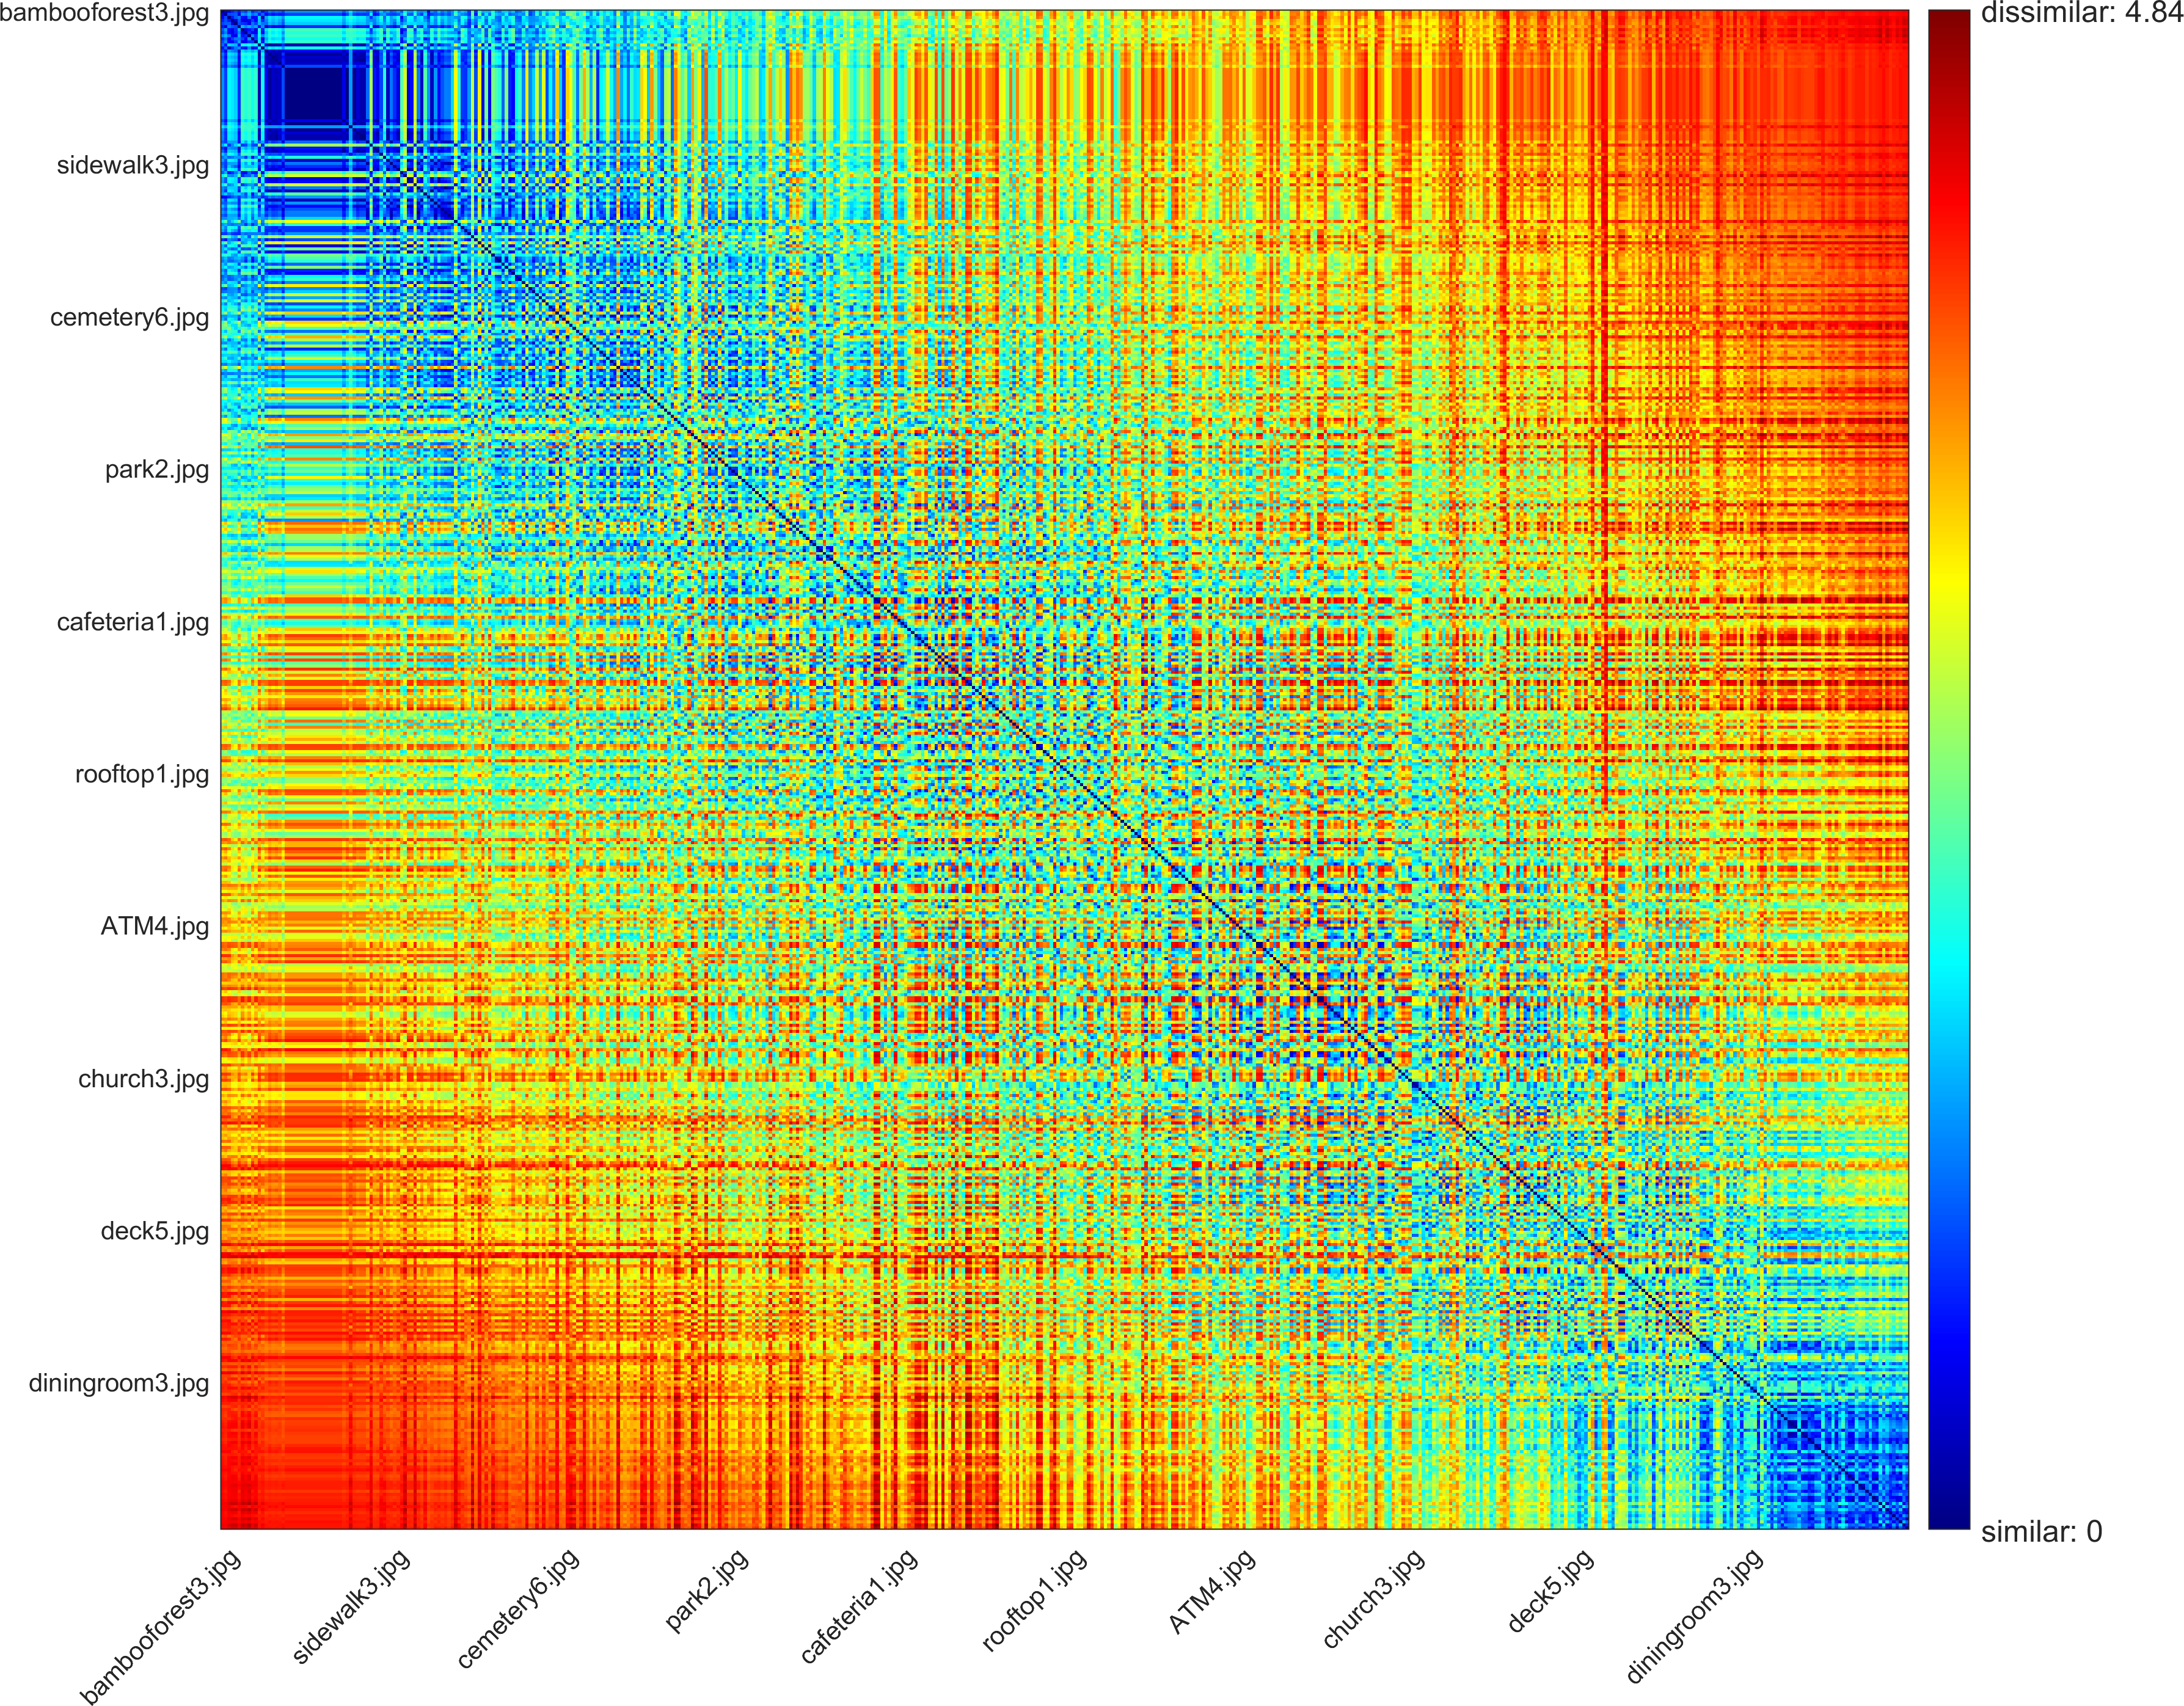 bambooforest3.jpg
sidewalk3.jpg
cemetery6.jpg
park2.jpg
cafeteria1.jpg
rooftop1.jpg
ATM4.jpg
church3.jpg
deck5.jpg
diningroom3.jpg
dissimilar: 4.84
similar: 0
bambooforest3.jpg
sidewalk3.jpg
cemetery6.jpg
park2.jpg
cafeteria1.jpg
rooftop1.jpg
ATM4.jpg
church3.jpg
deck5.jpg
diningroom3.jpg